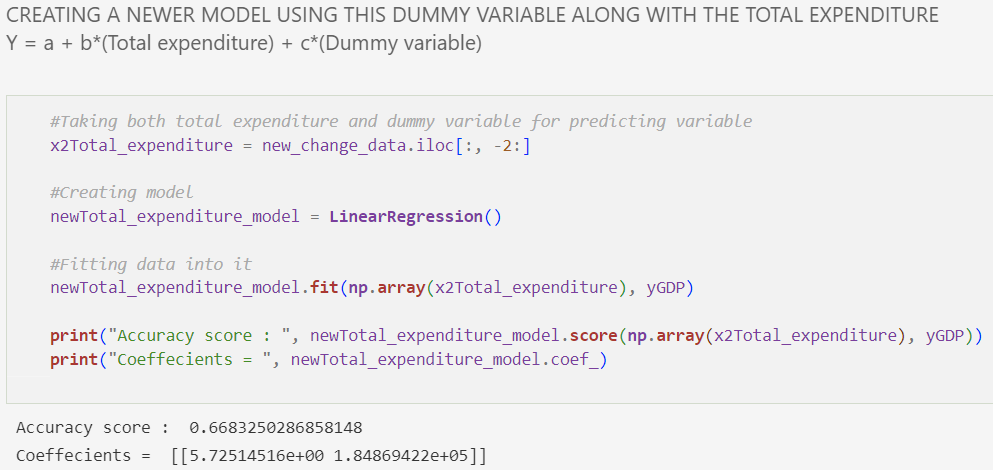 CREATING A NEWER MODEL USING THIS DUMMY VARIABLE ALONG WITH THE TOTAL EXPENDITURE
Y = a + b*(Total expenditure) + c*(Dummy variable)
#Taking both total expenditure and dummy variable for predicting variable
x2Total_expenditure = new_change_data.iloc[:, -2:]
#Creating model
newTotal_expenditure_model = LinearRegression()
#Fitting data into it
newTotal_expenditure_model.fit(np.array(x2Total_expenditure), yGDP)
print("Accuracy score : ", newTotal_expenditure_model.score(np.array(x2Total_expenditure), yGDP))
print("Coeffecients = ", newTotal_expenditure_model.coef_)
Accuracy score :  0.6683250286858148
Coeffecients =  [[5.72514516e+00 1.84869422e+05]]